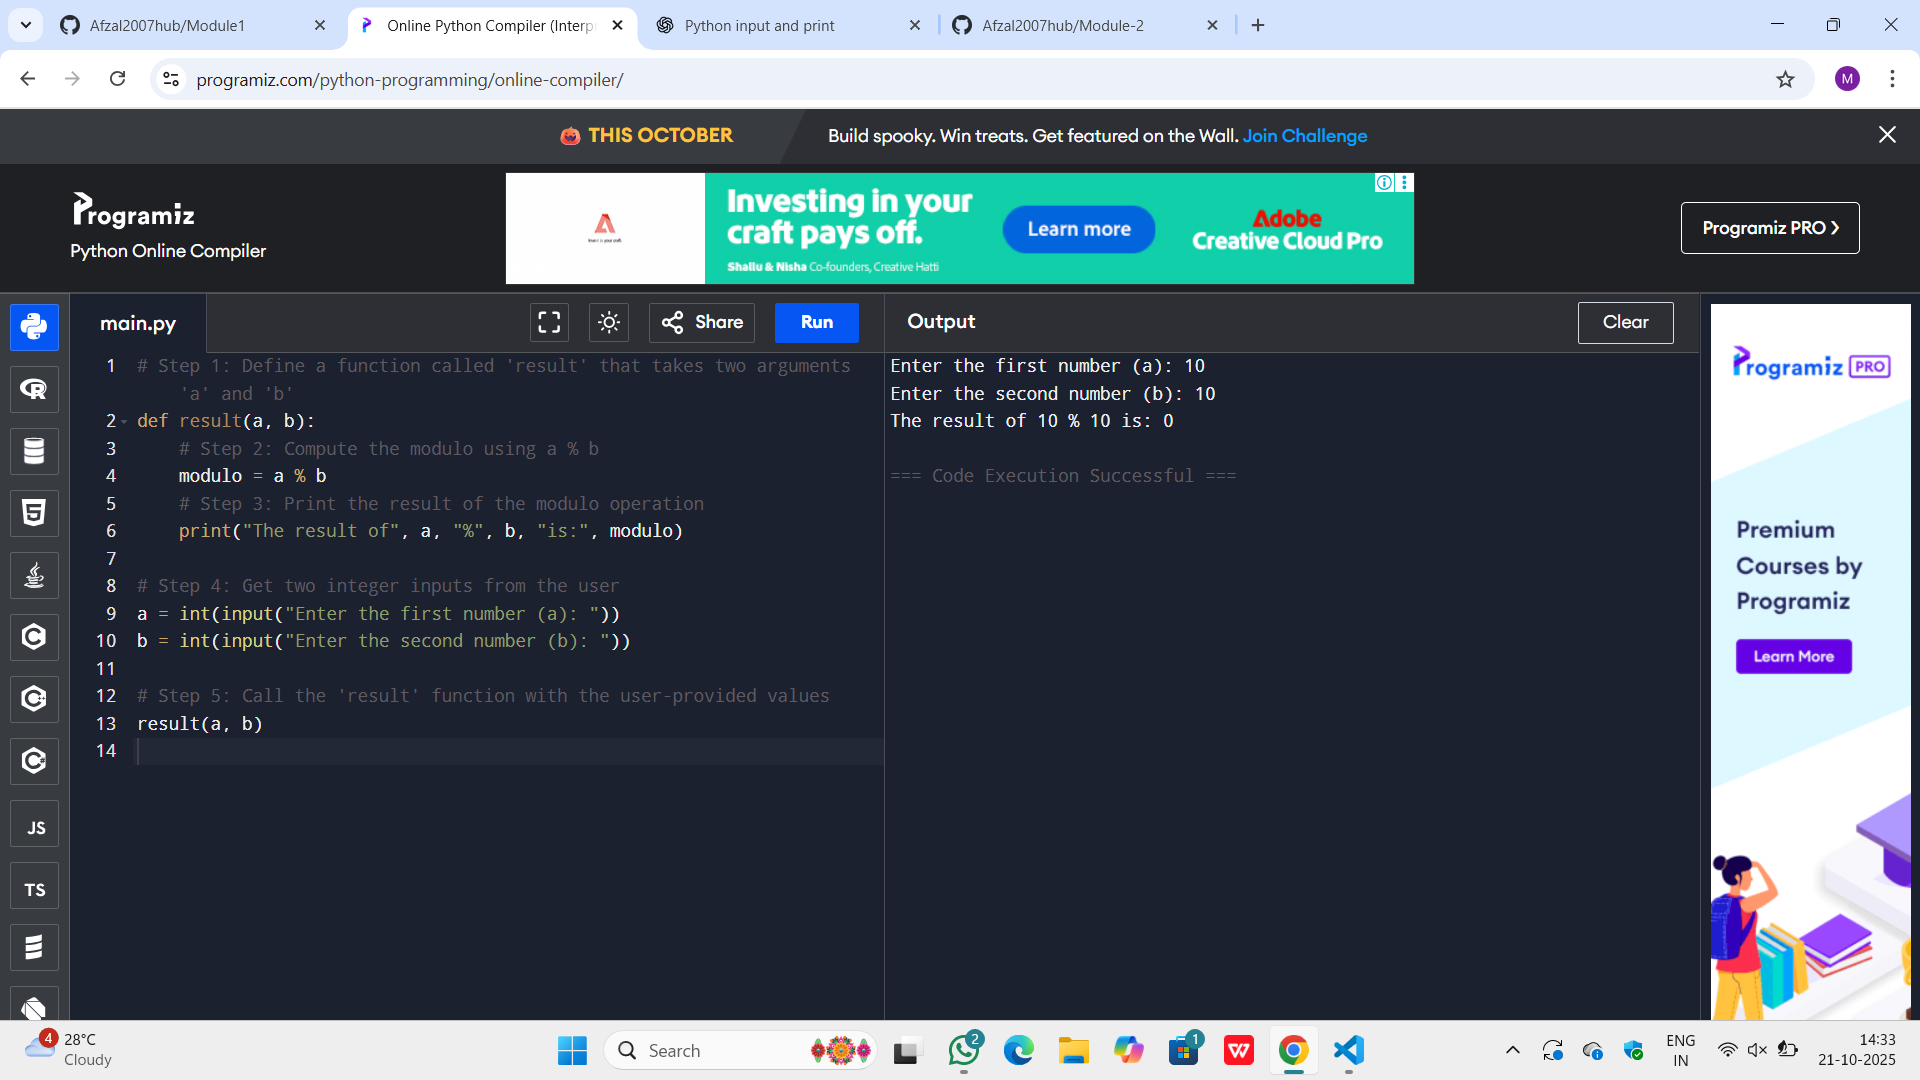 Afzal2007hub/Module1
Online Python Compiler (Interp
Python input and print
Afzal2007hub/Module-2
programiz.com/python-programming/online-compiler/
M
THIS OCTOBER
Build spooky. Win treats. Get featured on the Wall. Join Challenge
Programiz
Python Online Compiler
Investing in your
craft pays off.
Shallu & Nisha Co-founders, Creative Hatti
Learn more
Adobe
Creative Cloud Pro
Programiz PRO
main.py
Share
Run
Output
Clear
1 # Step 1: Define a function called 'result' that takes two arguments
'a' and 'b'
2 def result(a, b):
3 # Step 2: Compute the modulo using a % b
4 modulo = a % b
5 # Step 3: Print the result of the modulo operation
6 print("The result of", a, "%", b, "is:", modulo)
7
8 # Step 4: Get two integer inputs from the user
9 a = int(input("Enter the first number (a): "))
10 b = int(input("Enter the second number (b): "))
11
12 # Step 5: Call the 'result' function with the user-provided values
13 result(a, b)
14
Enter the first number (a): 10
Enter the second number (b): 10
The result of 10 % 10 is: 0
=== Code Execution Successful ===
JS
TS
Programiz PRO
Premium
Courses by
Programiz
Learn More
4
28°C
Cloudy
Search
2
1
W
ENG
IN
14:33
21-10-2025